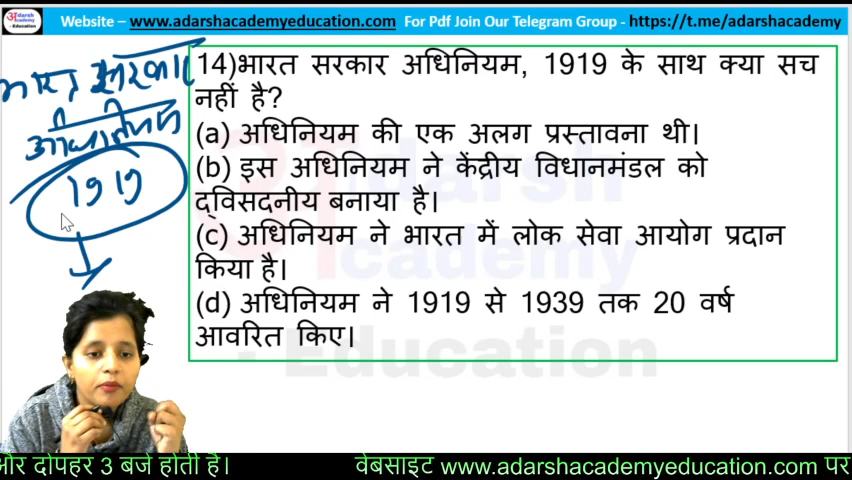 Website – www.adarshacademyeducation.com For Pdf Join Our Telegram Group - https://t.me/adarshacademy
14)भारत सरकार अधिनियम, 1919 के साथ क्या सच
नहीं है?
(a) अधिनियम की एक अलग प्रस्तावना थी।
(b) इस अधिनियम ने केंद्रीय विधानमंडल को
द्विसदनीय बनाया है।
(c) अधिनियम ने भारत में लोक सेवा आयोग प्रदान
किया है।
(d) अधिनियम ने 1919 से 1939 तक 20 वर्ष
आवरित किए।
भारत सरकार
अधिनियम
1919
अ adarsh Academy
- Education
और दोपहर 3 बजे होती है। वेबसाइट www.adarshacademyeducation.com पर